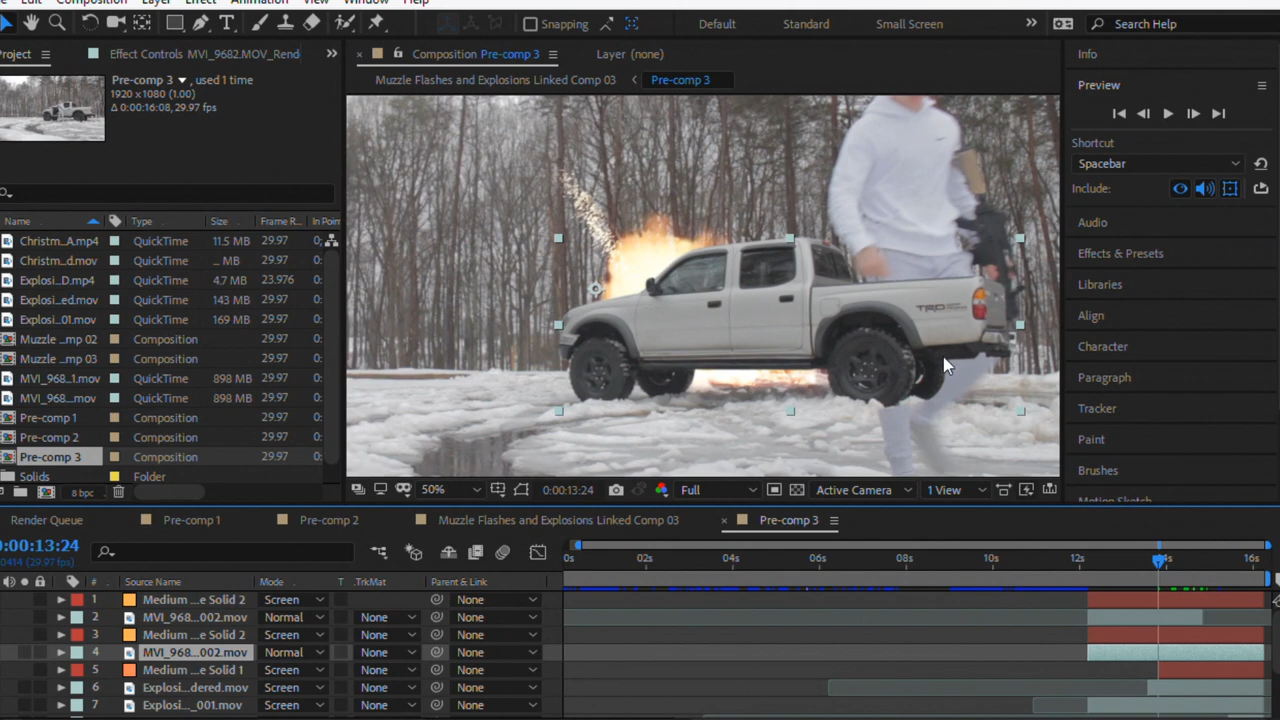 Edit Composition Layer Effect Animation View Window Help
Snapping Default Standard Small Screen » Search Help
Project Effect Controls MVI_9682.MOV_Rend » × Composition Pre-comp 3 Layer (none) Info
Pre-comp 3 , used 1 time Muzzle Flashes and Explosions Linked Comp 03 Pre-comp 3 Preview
1920 x 1080 (1.00)
Δ 0:00:16:08, 29.97 fps
Shortcut
Spacebar
Include:
Name Type Size Frame R... In Point
Audio
Christm...A.mp4 QuickTime 11.5 MB 29.97 0:
Christm...d.mov QuickTime ... MB 29.97 0:
Effects & Presets
Explosi...D.mp4 QuickTime 4.7 MB 23.976 0:
Libraries
Explosi...ed.mov QuickTime 143 MB 29.97 0:
TRD
Align
Explosi...01.mov QuickTime 169 MB 29.97 0:
Muzzle ...mp 02 Composition 29.97 0:
Character
Muzzle ...mp 03 Composition 29.97 0:
MVI_968...1.mov QuickTime 898 MB 29.97 0:
Paragraph
MVI_968....mov QuickTime 898 MB 29.97 0:
Tracker
Pre-comp 1 Composition 29.97 0:
Pre-comp 2 Composition 29.97 0:
Paint
Pre-comp 3 Composition 29.97 0:
Brushes
Solids Folder
8 bpc 50% 0:00:13:24 Full Active Camera 1 View Motion Sketch
Render Queue Pre-comp 1 Pre-comp 2 Muzzle Flashes and Explosions Linked Comp 03 × Pre-comp 3
0:00:13:24
0414 (29.97 fps)
0s 02s 04s 06s 08s 10s 12s 4s 16s
# Source Name Mode T .TrkMat Parent & Link
1 Medium ...e Solid 2 Screen None
2 MVI_968...002.mov Normal None None
3 Medium ...e Solid 2 Screen None None
4 MVI_968...002.mov Normal None None
5 Medium ...e Solid 1 Screen None None
6 Explosi...dered.mov Screen None None
7 Explosi..._001.mov Screen None None